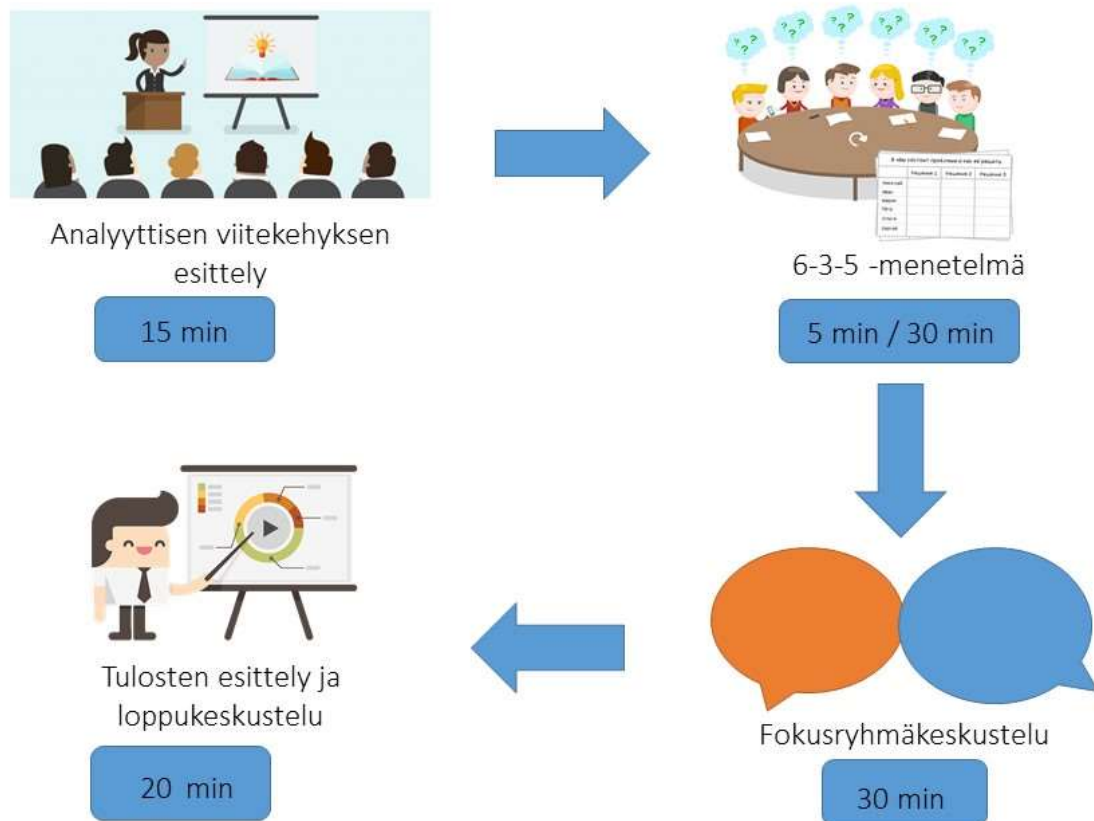 Analyyttisen viitekehyksen
esittely
15 min
6-3-5 -menetelmä
5 min / 30 min
Fokusryhmäkeskustelu
30 min
Tulosten esittely ja
loppukeskustelu
20 min